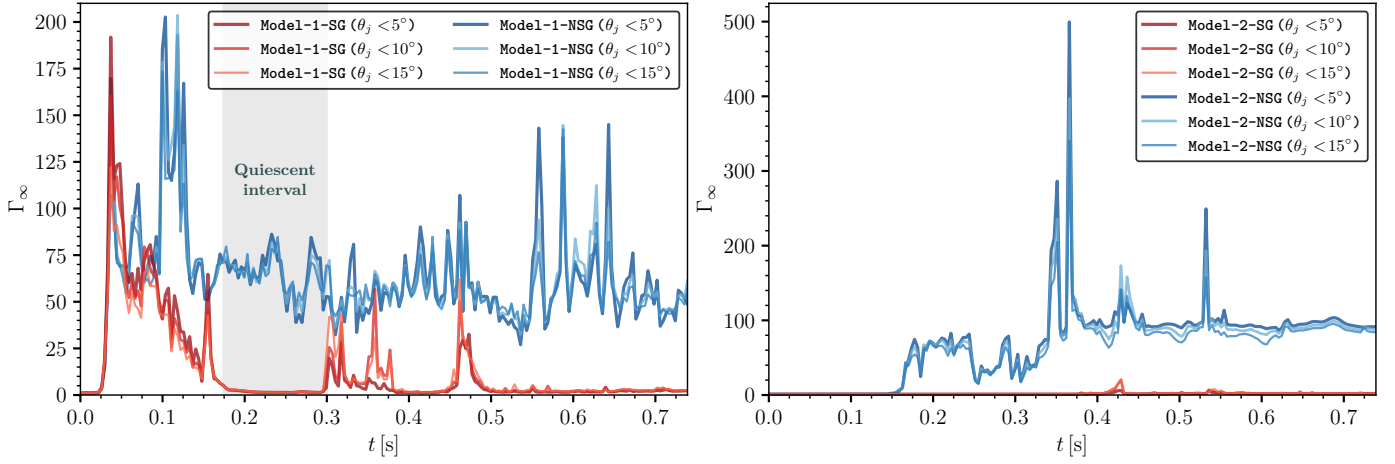 200
175
150
125
100
75
50
25
0
Γ∞
Model-1-SG (θj < 5°)
Model-1-SG (θj < 10°)
Model-1-SG (θj < 15°)
Model-1-NSG (θj < 5°)
Model-1-NSG (θj < 10°)
Model-1-NSG (θj < 15°)
Quiescent
interval
0.0 0.1 0.2 0.3 0.4 0.5 0.6 0.7
t [s]
500
400
300
200
100
0
Γ∞
Model-2-SG (θj < 5°)
Model-2-SG (θj < 10°)
Model-2-SG (θj < 15°)
Model-2-NSG (θj < 5°)
Model-2-NSG (θj < 10°)
Model-2-NSG (θj < 15°)
0.0 0.1 0.2 0.3 0.4 0.5 0.6 0.7
t [s]